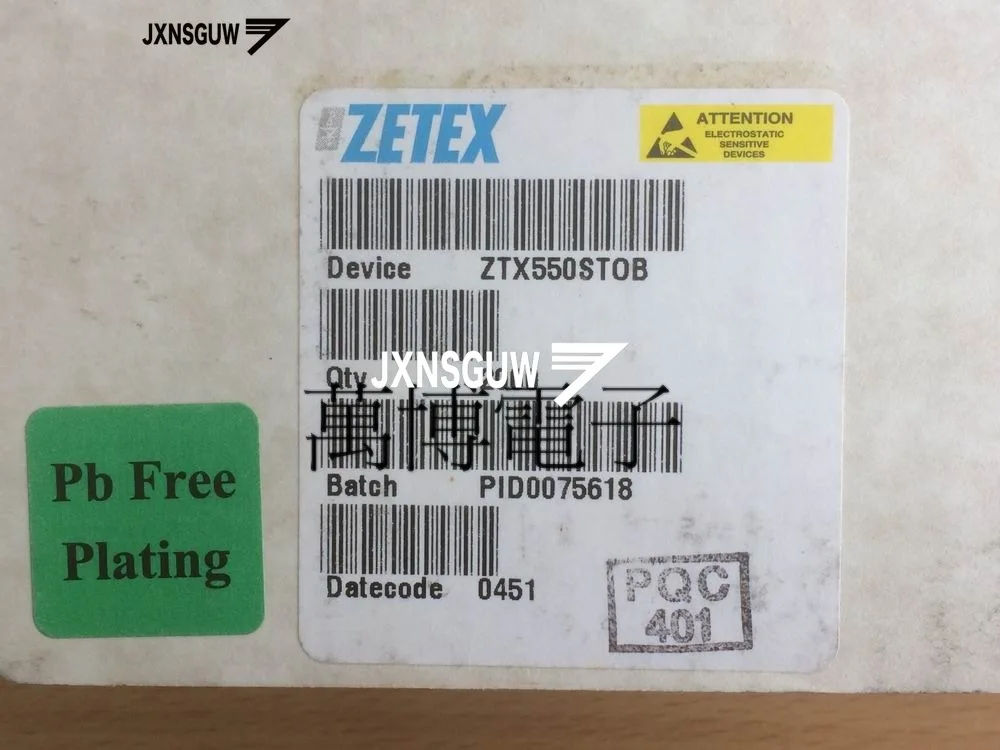 JXNSGUW
ZETEX
ATTENTION
ELECTROSTATIC
SENSITIVE
DEVICES
Device ZTX550STOB
Qty
JXNSGUW
萬博電子
Batch PID0075618
Datecode 0451
Pb Free
Plating
PQC
401